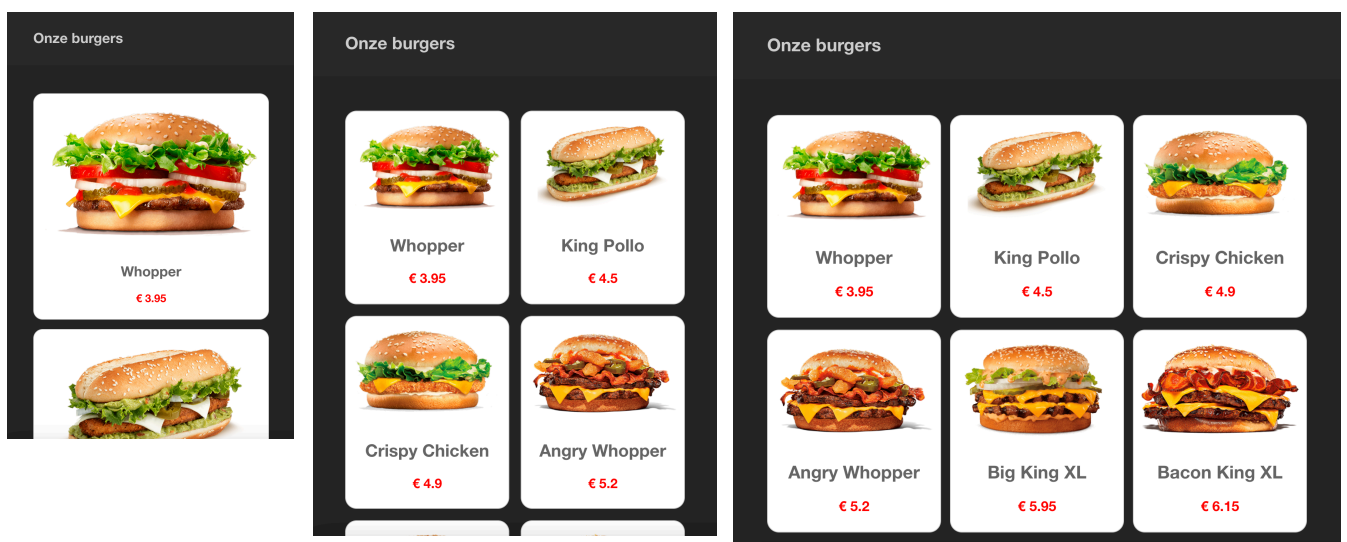 Onze burgers
Whopper
€ 3.95
Onze burgers
Whopper
King Pollo
€ 3.95
€ 4.5
Crispy Chicken
Angry Whopper
€ 4.9
€ 5.2
Onze burgers
Whopper
King Pollo
Crispy Chicken
€ 3.95
€ 4.5
€ 4.9
Angry Whopper
Big King XL
Bacon King XL
€ 5.2
€ 5.95
€ 6.15